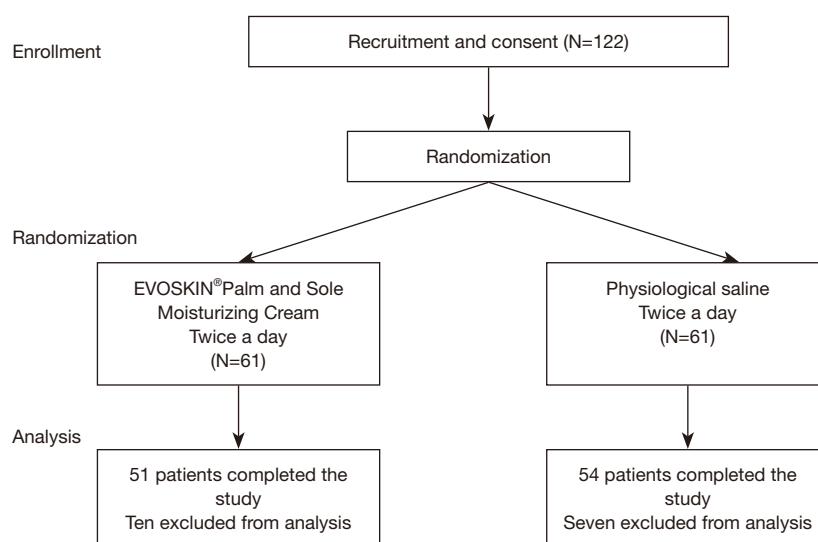 Enrollment
Recruitment and consent (N=122)
Randomization
Randomization
EVOSKIN®Palm and Sole
Moisturizing Cream
Twice a day
(N=61)
Physiological saline
Twice a day
(N=61)
Analysis
51 patients completed the
study
Ten excluded from analysis
54 patients completed the
study
Seven excluded from analysis